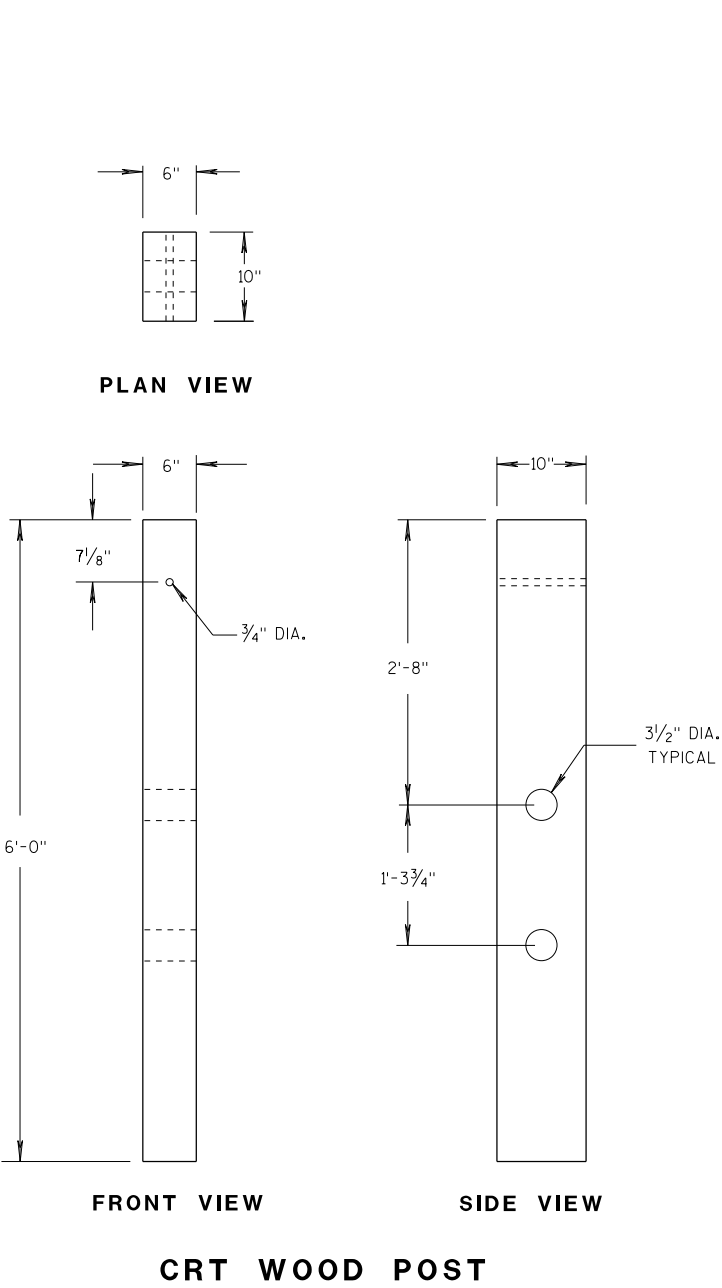 6"
10"
PLAN VIEW
6"
10"
7 1/8"
3/4" DIA.
2'-8"
3 1/2" DIA.
TYPICAL
6'-0"
1'-3 3/4"
FRONT VIEW
SIDE VIEW
CRT WOOD POST